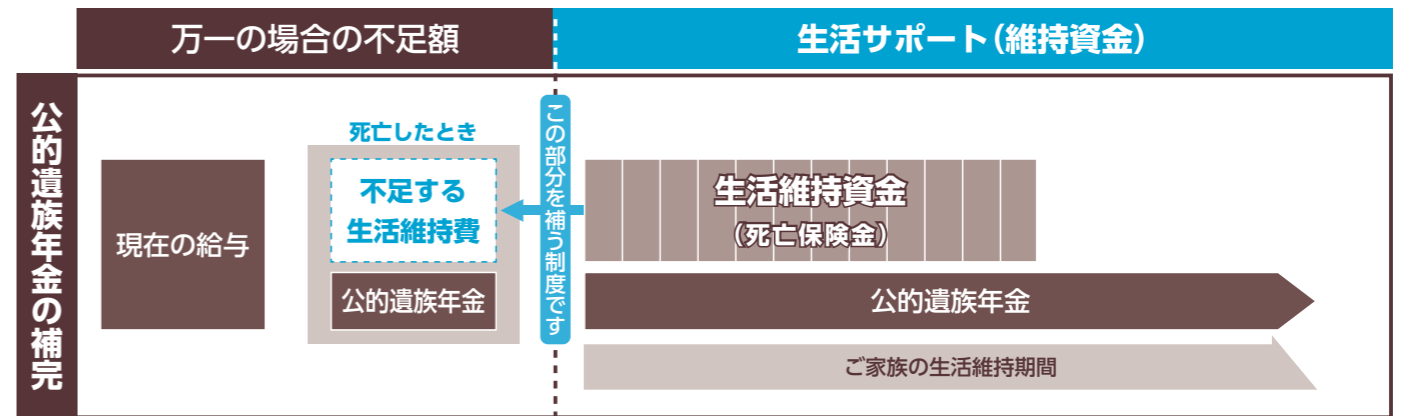 万一の場合の不足額
生活サポート（維持資金）
公的遺族年金の補完
現在の給与
死亡したとき
不足する
生活維持費
公的遺族年金
この部分を補う制度です
生活維持資金
（死亡保険金）
公的遺族年金
ご家族の生活維持期間